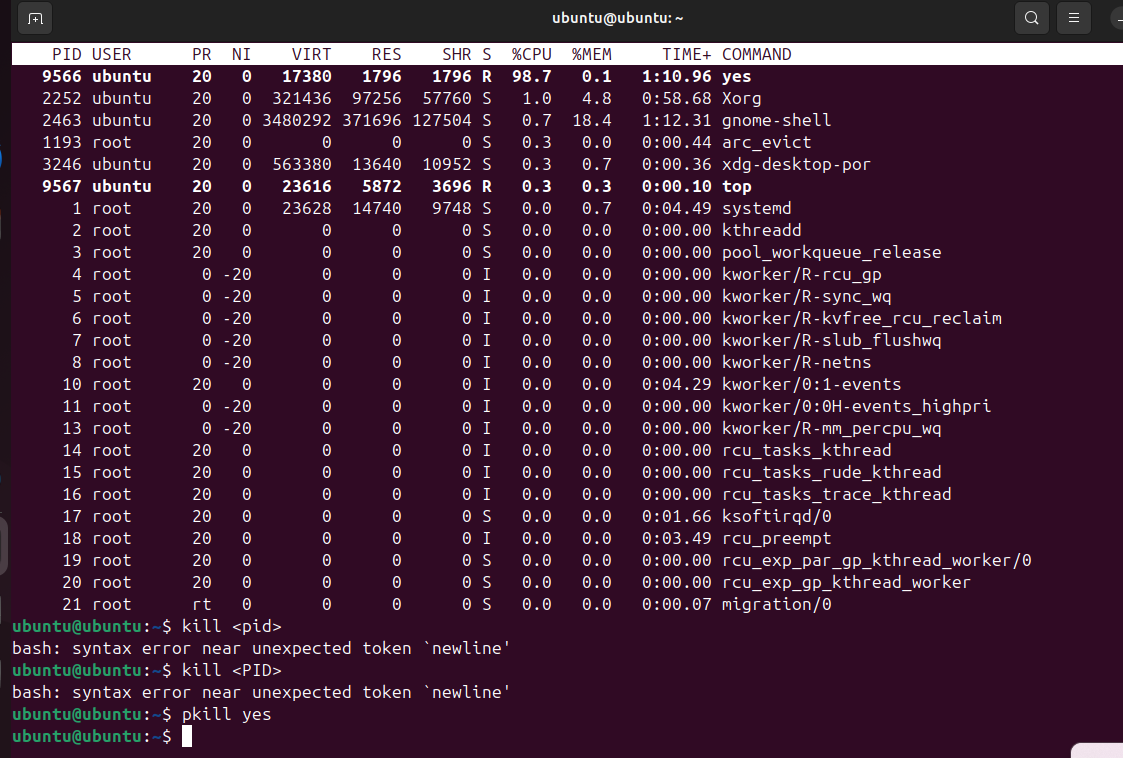 ubuntu@ubuntu: ~
PID USER PR NI VIRT RES SHR S %CPU %MEM TIME+ COMMAND
9566 ubuntu 20 0 17380 1796 1796 R 98.7 0.1 1:10.96 yes
2252 ubuntu 20 0 321436 97256 57760 S 1.0 4.8 0:58.68 Xorg
2463 ubuntu 20 0 3480292 371696 127504 S 0.7 18.4 1:12.31 gnome-shell
1193 root 20 0 0 0 0 S 0.3 0.0 0:00.44 arc_evict
3246 ubuntu 20 0 563380 13640 10952 S 0.3 0.7 0:00.36 xdg-desktop-por
9567 ubuntu 20 0 23616 5872 3696 R 0.3 0.3 0:00.10 top
1 root 20 0 23628 14740 9748 S 0.0 0.7 0:04.49 systemd
2 root 20 0 0 0 0 S 0.0 0.0 0:00.00 kthreadd
3 root 20 0 0 0 0 S 0.0 0.0 0:00.00 pool_workqueue_release
4 root 0 -20 0 0 0 I 0.0 0.0 0:00.00 kworker/R-rcu_gp
5 root 0 -20 0 0 0 I 0.0 0.0 0:00.00 kworker/R-sync_wq
6 root 0 -20 0 0 0 I 0.0 0.0 0:00.00 kworker/R-kvfree_rcu_reclaim
7 root 0 -20 0 0 0 I 0.0 0.0 0:00.00 kworker/R-slub_flushwq
8 root 0 -20 0 0 0 I 0.0 0.0 0:00.00 kworker/R-netns
10 root 20 0 0 0 0 I 0.0 0.0 0:04.29 kworker/0:1-events
11 root 0 -20 0 0 0 I 0.0 0.0 0:00.00 kworker/0:0H-events_highpri
13 root 0 -20 0 0 0 I 0.0 0.0 0:00.00 kworker/R-mm_percpu_wq
14 root 20 0 0 0 0 I 0.0 0.0 0:00.00 rcu_tasks_kthread
15 root 20 0 0 0 0 I 0.0 0.0 0:00.00 rcu_tasks_rude_kthread
16 root 20 0 0 0 0 I 0.0 0.0 0:00.00 rcu_tasks_trace_kthread
17 root 20 0 0 0 0 S 0.0 0.0 0:01.66 ksoftirqd/0
18 root 20 0 0 0 0 I 0.0 0.0 0:03.49 rcu_preempt
19 root 20 0 0 0 0 S 0.0 0.0 0:00.00 rcu_exp_par_gp_kthread_worker/0
20 root 20 0 0 0 0 S 0.0 0.0 0:00.00 rcu_exp_gp_kthread_worker
21 root rt 0 0 0 0 S 0.0 0.0 0:00.07 migration/0
ubuntu@ubuntu:~$ kill <pid>
bash: syntax error near unexpected token `newline'
ubuntu@ubuntu:~$ kill <PID>
bash: syntax error near unexpected token `newline'
ubuntu@ubuntu:~$ pkill yes
ubuntu@ubuntu:~$